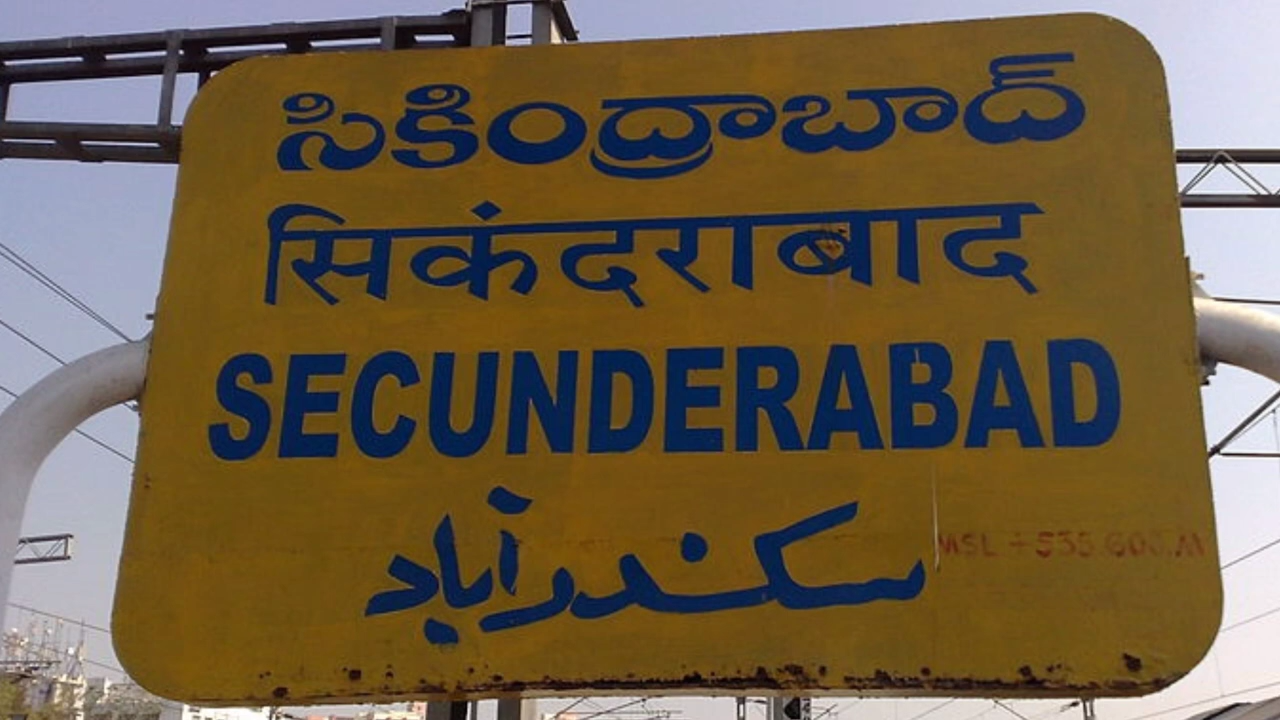 సికింద్రాబాద్
सिकंदराबाद
SECUNDERABAD
سکندرآباد
MSL + 535.600.M